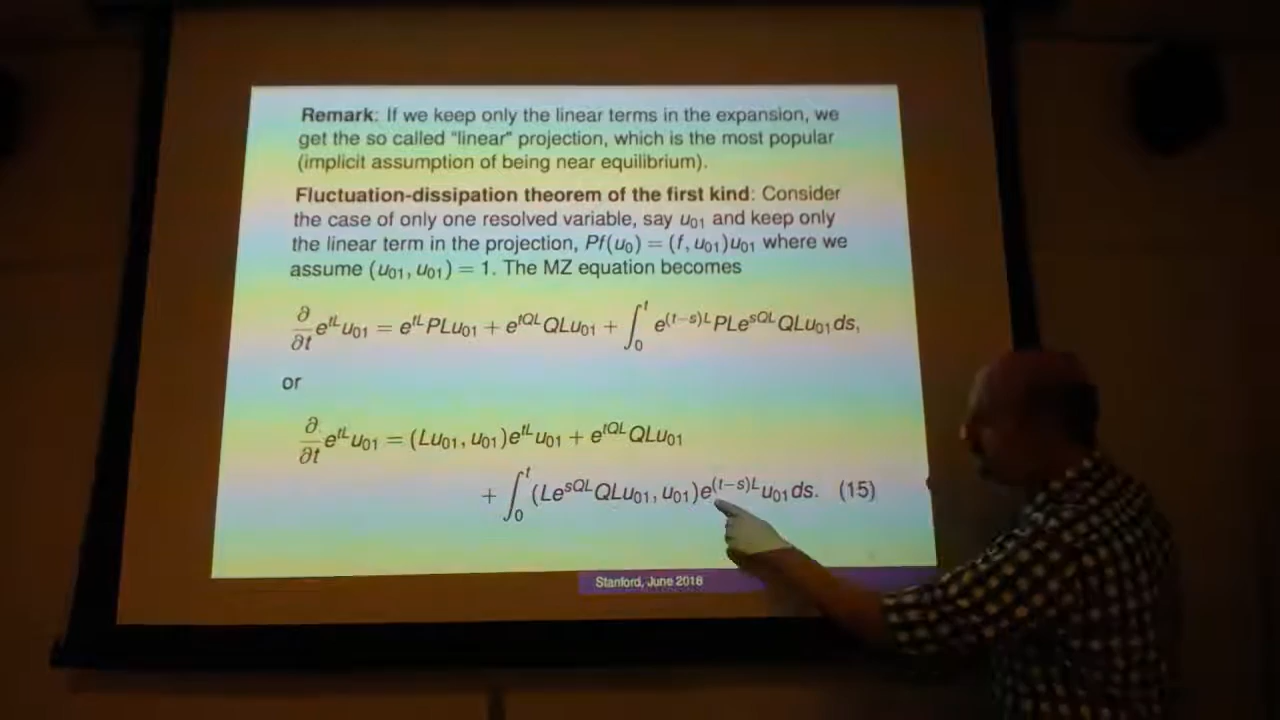 Remark: If we keep only the linear terms in the expansion, we
get the so called "linear" projection, which is the most popular
(implicit assumption of being near equilibrium).
Fluctuation-dissipation theorem of the first kind: Consider
the case of only one resolved variable, say u₀₁ and keep only
the linear term in the projection, Pf(u₀) = (f, u₀₁)u₀₁ where we
assume (u₀₁, u₀₁) = 1. The MZ equation becomes
∂/∂t e^{tL}u₀₁ = e^{tL}PLu₀₁ + e^{tQL}QLu₀₁ + ∫₀^t e^{(t−s)L}PLe^{sQL}QLu₀₁ds,
or
∂/∂t e^{tL}u₀₁ = (Lu₀₁, u₀₁)e^{tL}u₀₁ + e^{tQL}QLu₀₁
+ ∫₀^t (Le^{sQL}QLu₀₁, u₀₁)e^{(t−s)L}u₀₁ds. (15)
Stanford, June 2018